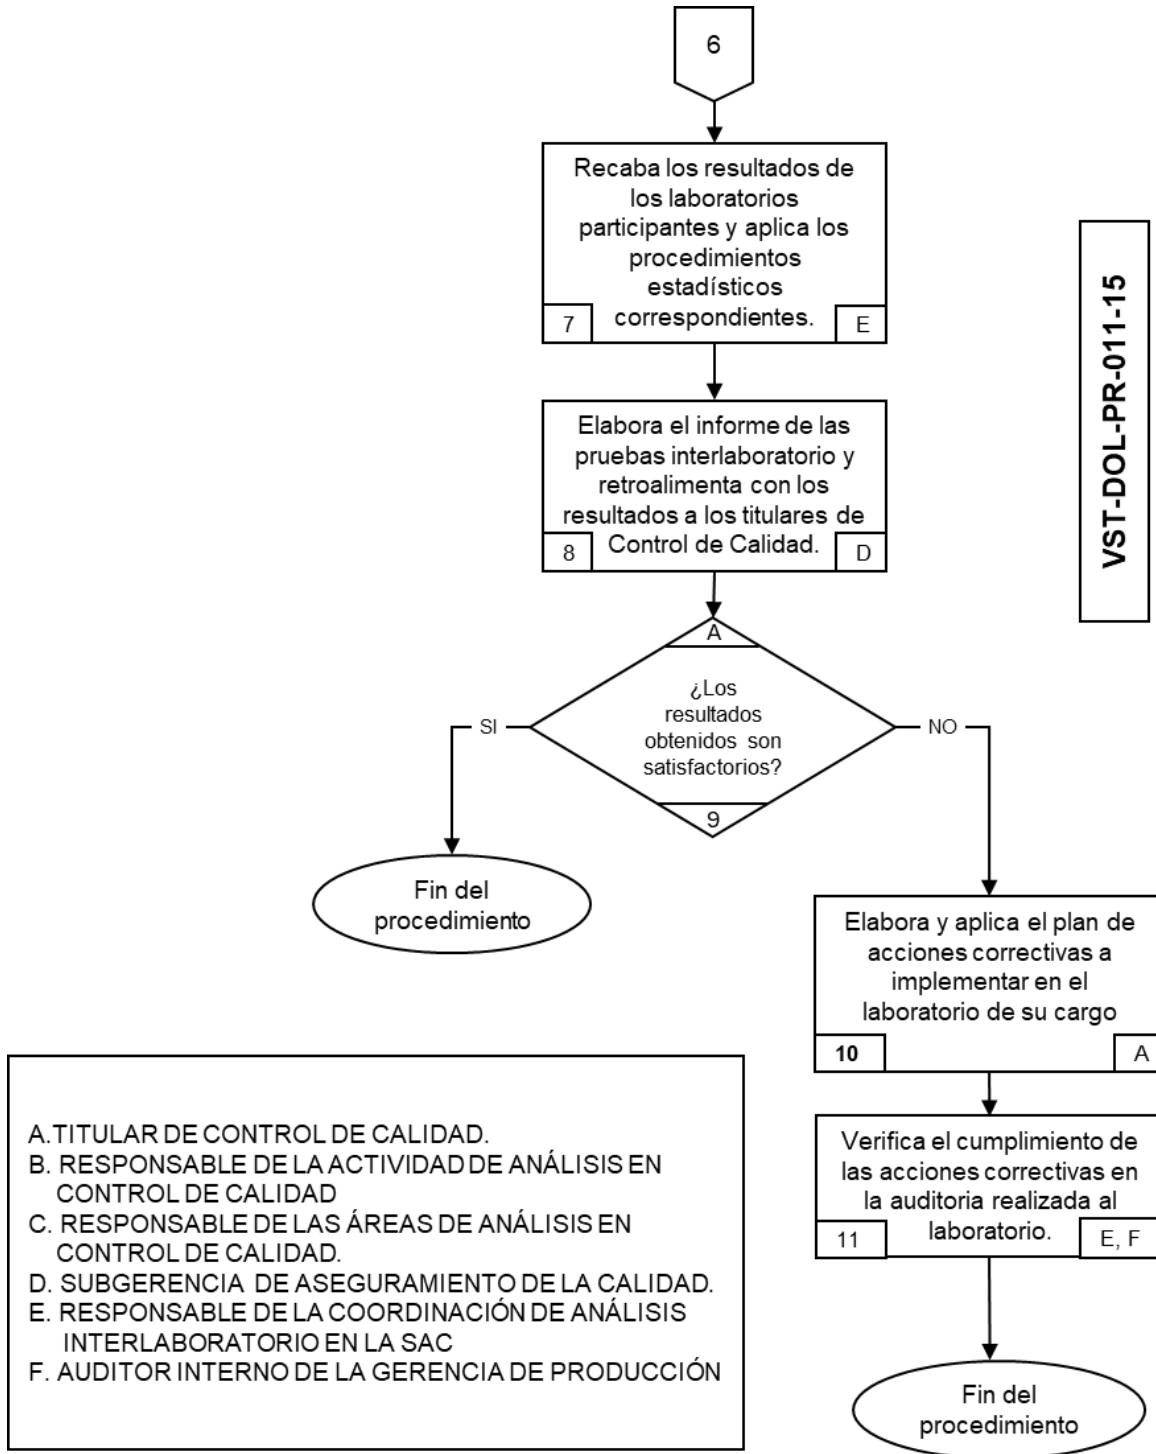 6
Recaba los resultados de
los laboratorios
participantes y aplica los
procedimientos
estadísticos
correspondientes.
7
E
Elabora el informe de las
pruebas interlaboratorio y
retroalimenta con los
resultados a los titulares de
Control de Calidad.
8
D
VST-DOL-PR-011-15
A
¿Los
resultados
obtenidos son
satisfactorios?
9
SI
NO
Fin del
procedimiento
Elabora y aplica el plan de
acciones correctivas a
implementar en el
laboratorio de su cargo
10
A
Verifica el cumplimiento de
las acciones correctivas en
la auditoria realizada al
laboratorio.
11
E, F
Fin del
procedimiento
A.TITULAR DE CONTROL DE CALIDAD.
B. RESPONSABLE DE LA ACTIVIDAD DE ANÁLISIS EN
CONTROL DE CALIDAD
C. RESPONSABLE DE LAS ÁREAS DE ANÁLISIS EN
CONTROL DE CALIDAD.
D. SUBGERENCIA DE ASEGURAMIENTO DE LA CALIDAD.
E. RESPONSABLE DE LA COORDINACIÓN DE ANÁLISIS
INTERLABORATORIO EN LA SAC
F. AUDITOR INTERNO DE LA GERENCIA DE PRODUCCIÓN